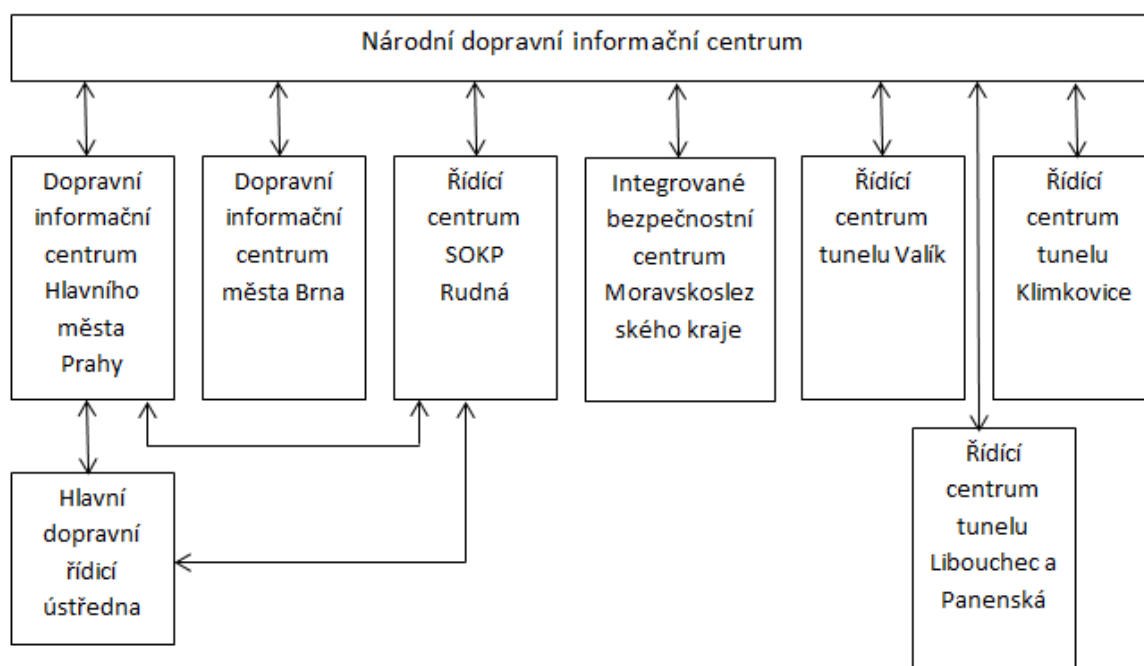 Národní dopravní informační centrum
Dopravní
informační
centrum
Hlavního
města
Prahy
Dopravní
informační
centrum
města Brna
Řídící
centrum
SOKP
Rudná
Integrované
bezpečnostní
centrum
Moravskoslez
ského kraje
Řídící
centrum
tunelu Valík
Řídící
centrum
tunelu
Klimkovice
Hlavní
dopravní
řídicí
ústředna
Řídící
centrum
tunelu
Libouchec a
Panenská